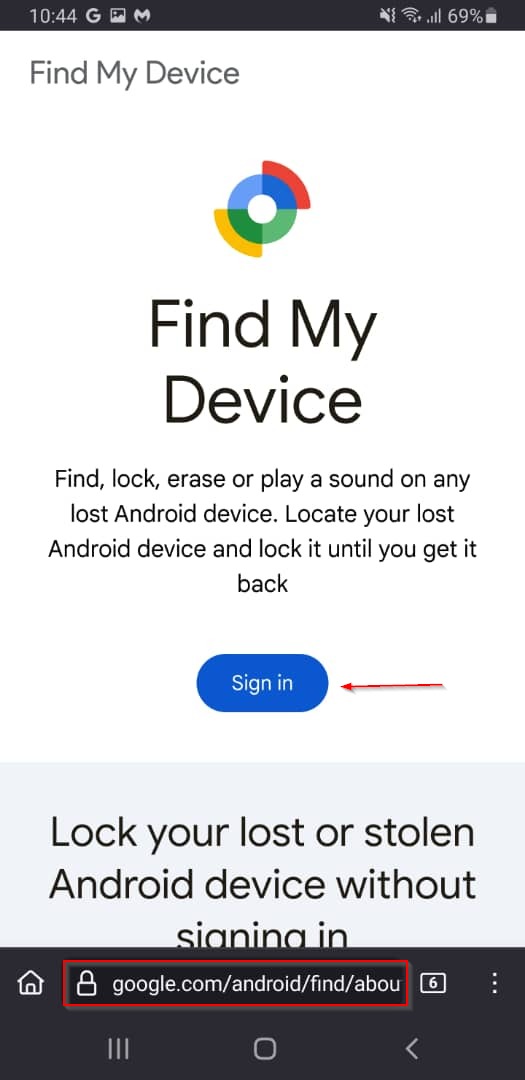 10:44 G 69%
Find My Device
Find My
Device
Find, lock, erase or play a sound on any
lost Android device. Locate your lost
Android device and lock it until you get it
back
Sign in
Lock your lost or stolen
Android device without
signing in
google.com/android/find/abou
6